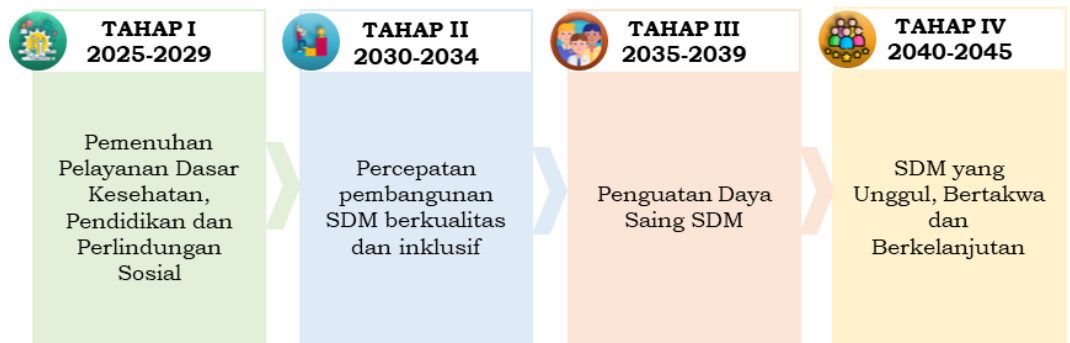 TAHAP I
2025-2029
Pemenuhan
Pelayanan Dasar
Kesehatan,
Pendidikan dan
Perlindungan
Sosial
TAHAP II
2030-2034
Percepatan
pembangunan
SDM berkualitas
dan inklusif
TAHAP III
2035-2039
Penguatan Daya
Saing SDM
TAHAP IV
2040-2045
SDM yang
Unggul, Bertakwa
dan
Berkelanjutan